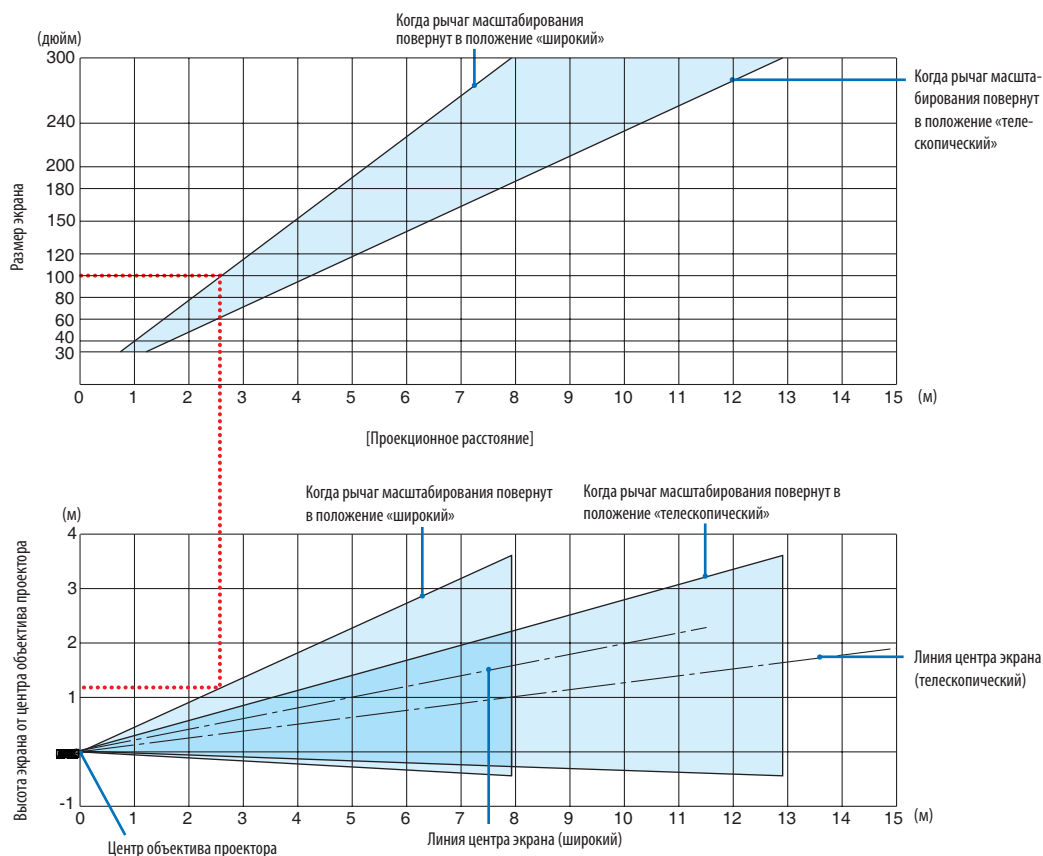 Когда рычаг масштабирования
повернут в положение «широкий»
(дюйм)
300
240
200
180
150
120
100
80
60
40
30
Размер экрана
Когда рычаг масшта-
бирования повернут
в положение «теле-
скопический»
0 1 2 3 4 5 6 7 8 9 10 11 12 13 14 15 (м)
[Проекционное расстояние]
Когда рычаг масштабирования повернут
в положение «широкий»
Когда рычаг масштабирования повернут в
положение «телескопический»
(м)
4
3
2
1
-1
Высота экрана от центра объектива проектора
Линия центра экрана
(телескопический)
0 1 2 3 4 5 6 7 8 9 10 11 12 13 14 15 (м)
Линия центра экрана (широкий)
Центр объектива проектора